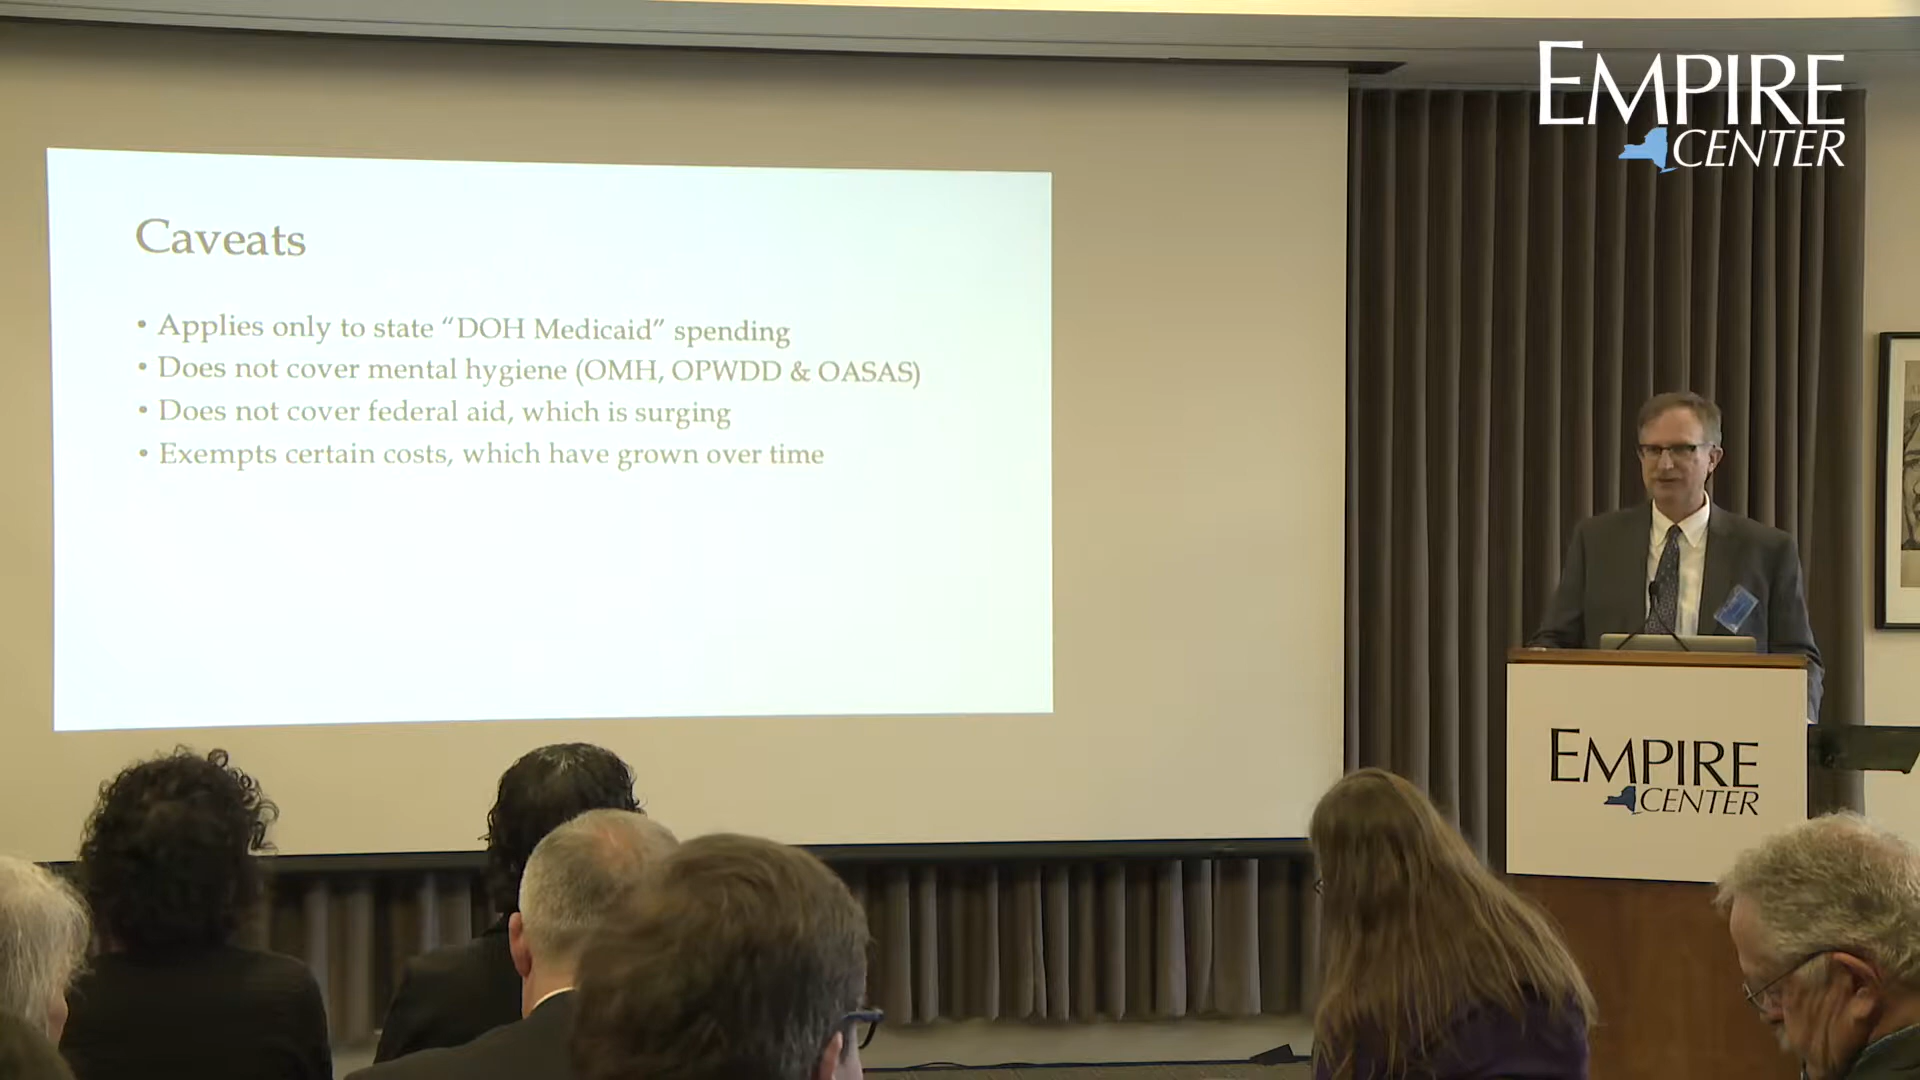 EMPIRE
CENTER
Caveats
• Applies only to state “DOH Medicaid” spending
• Does not cover mental hygiene (OMH, OPWDD & OASAS)
• Does not cover federal aid, which is surging
• Exempts certain costs, which have grown over time
EMPIRE
CENTER